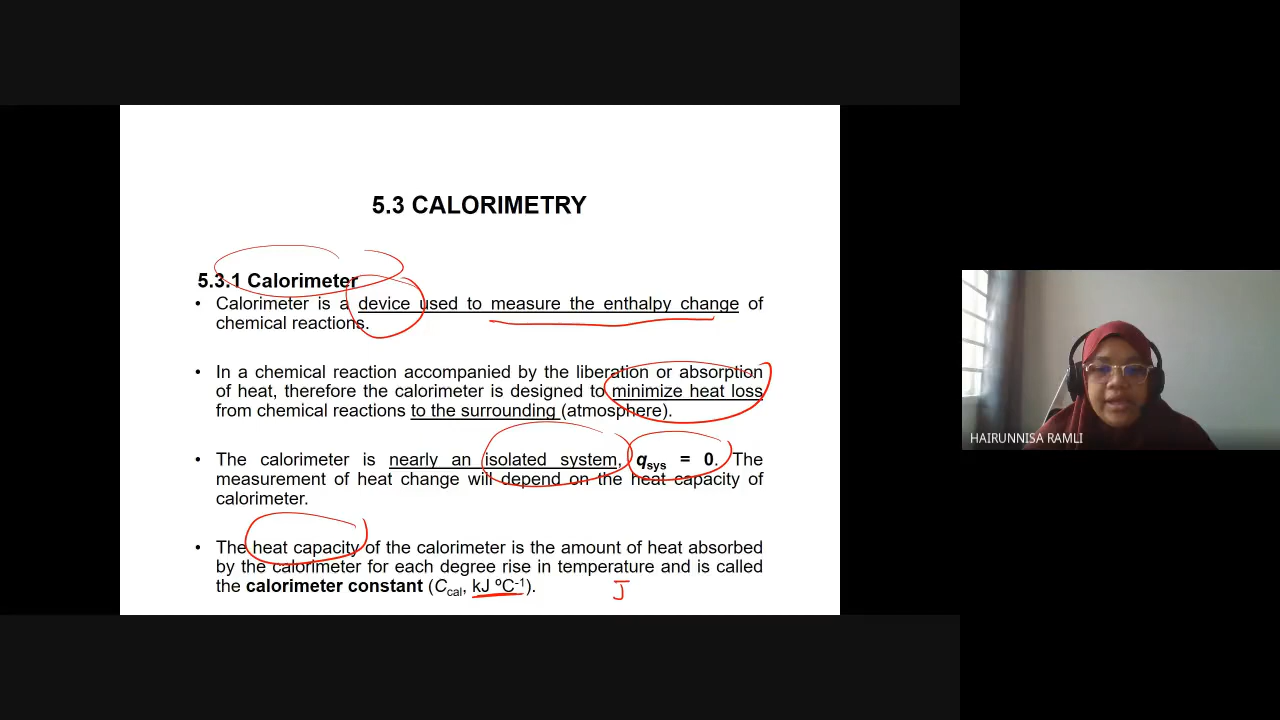 5.3 CALORIMETRY
5.3.1 Calorimeter
• Calorimeter is a device used to measure the enthalpy change of
chemical reactions.
• In a chemical reaction accompanied by the liberation or absorption
of heat, therefore the calorimeter is designed to minimize heat loss
from chemical reactions to the surrounding (atmosphere).
• The calorimeter is nearly an isolated system, qsys = 0. The
measurement of heat change will depend on the heat capacity of
calorimeter.
• The heat capacity of the calorimeter is the amount of heat absorbed
by the calorimeter for each degree rise in temperature and is called
the calorimeter constant (Ccal, kJ ºC-1).
J
HAIRUNNISA RAMLI